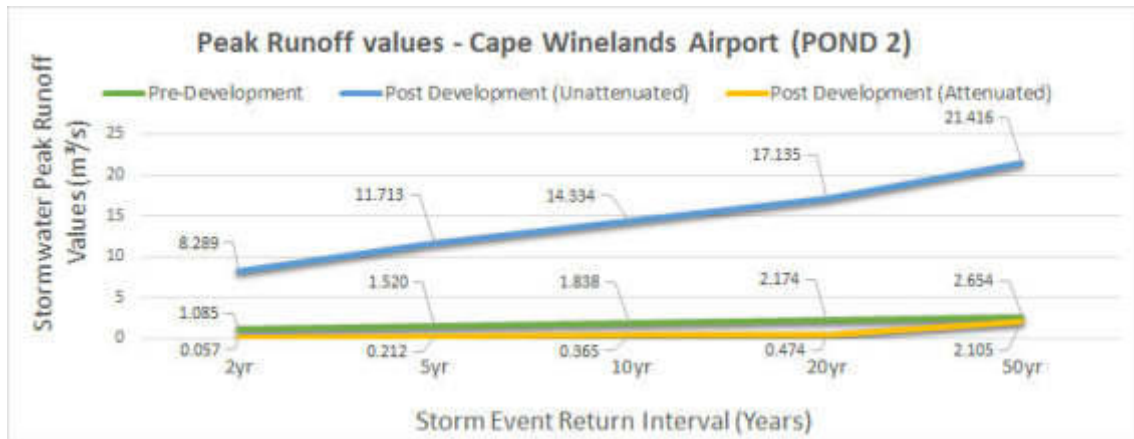 Peak Runoff values - Cape Winelands Airport (POND 2)
Stormwater Peak Runoff
Values (m³/s)
Pre-Development
Post Development (Unattenuated)
Post Development (Attenuated)
25
20
15
10
5
0
8.289
11.713
14.334
17.135
21.416
1.085
1.520
1.838
2.174
2.654
0.057
0.212
0.365
0.474
2.105
2yr
5yr
10yr
20yr
50yr
Storm Event Return Interval (Years)